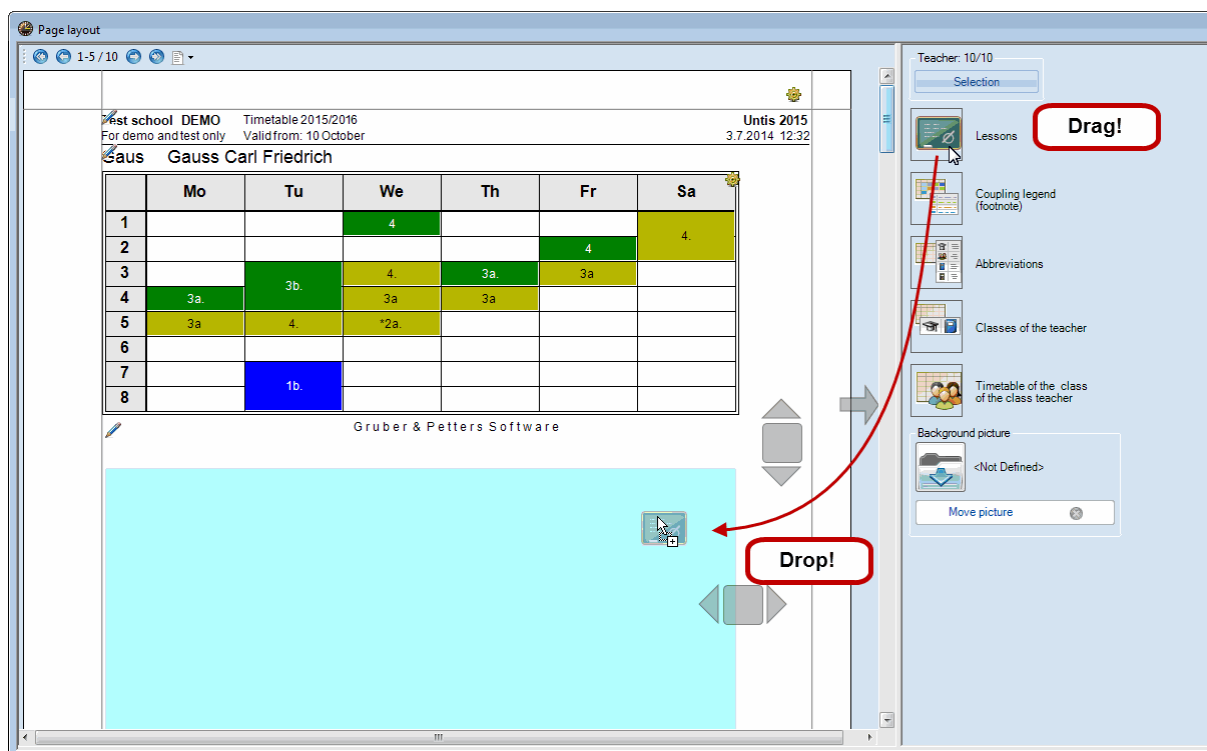 Page layout
1-5 / 10
Teacher: 10/10
Selection
Test school DEMO Timetable 2015/2016 Untis 2015
For demo and test only Valid from: 10 October 3.7.2014 12:32
Gaus Gauss Carl Friedrich
Mo Tu We Th Fr Sa
1 4 4.
2 4
3 3b. 4. 3a. 3a
4 3a. 3a 3a
5 3a 4. *2a.
6
7 1b.
8
Gruber & Petters Software
Lessons
Drag!
Coupling legend
(footnote)
Abbreviations
Classes of the teacher
Timetable of the class
of the class teacher
Background picture
<Not Defined>
Move picture
Drop!